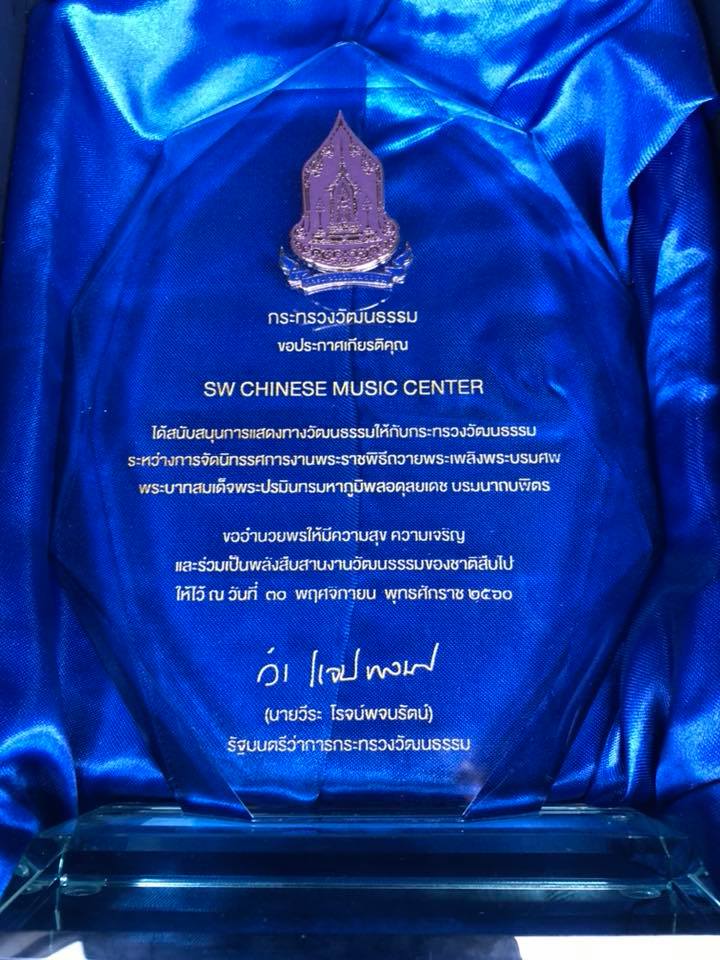 กระทรวงวัฒนธรรม
ขอประกาศเกียรติคุณ
SW CHINESE MUSIC CENTER
ได้สนับสนุนการแสดงทางวัฒนธรรมให้กับกระทรวงวัฒนธรรม
ระหว่างการจัดนิทรรศการงานพระราชพิธีถวายพระเพลิงพระบรมศพ
พระบาทสมเด็จพระปรมินทรมหาภูมิพลอดุลยเดช บรมนาถบพิตร
ขออำนวยพรให้มีความสุข ความเจริญ
และร่วมเป็นพลังสืบสานงานวัฒนธรรมของชาติสืบไป
ให้ไว้ ณ วันที่ ๓๐ พฤศจิกายน พุทธศักราช ๒๕๖๐
(นายวีระ โรจน์พจนรัตน์)
รัฐมนตรีว่าการกระทรวงวัฒนธรรม